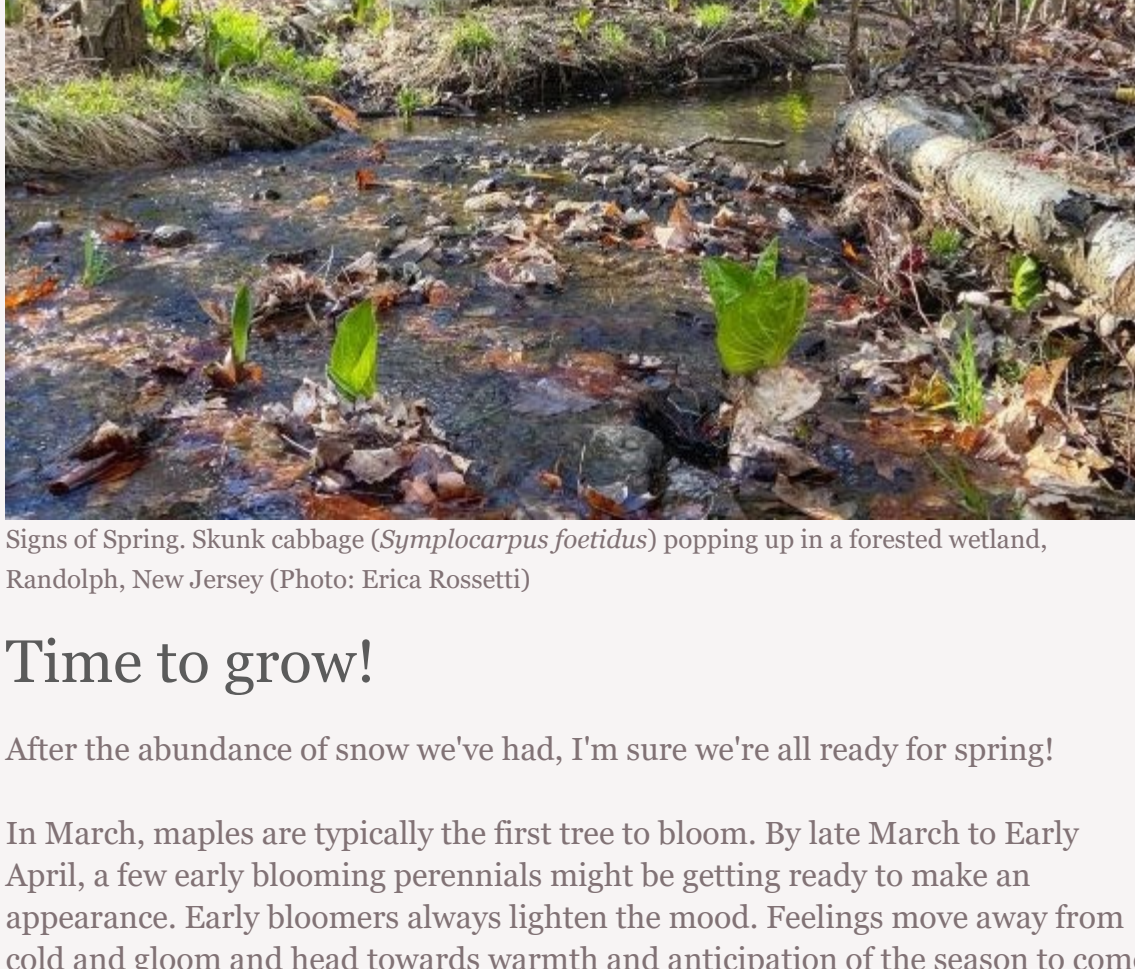 Signs of Spring. Skunk cabbage (Symplocarpus foetidus) popping up in a forested wetland,
Randolph, New Jersey (Photo: Erica Rossetti)
Time to grow!
After the abundance of snow we've had, I'm sure we're all ready for spring!
In March, maples are typically the first tree to bloom. By late March to Early
April, a few early blooming perennials might be getting ready to make an
appearance. Early bloomers always lighten the mood. Feelings move away from
cold and gloom and head towards warmth and anticipation of the season to com